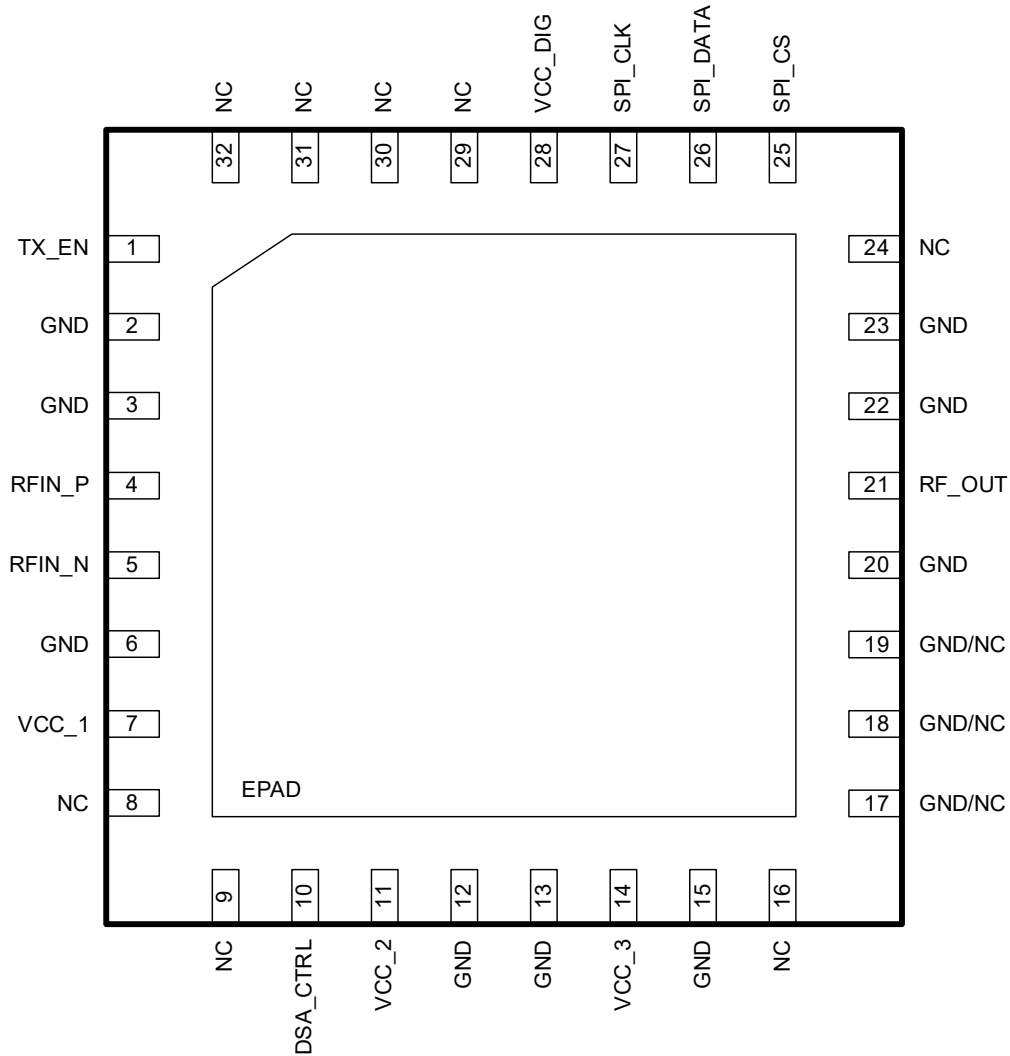 NC
NC
NC
NC
VCC_DIG
SPI_CLK
SPI_DATA
SPI_CS
32
31
30
29
28
27
26
25
TX_EN 1
24 NC
GND 2
23 GND
GND 3
22 GND
RFIN_P 4
21 RF_OUT
RFIN_N 5
20 GND
GND 6
19 GND/NC
VCC_1 7
18 GND/NC
NC 8
17 GND/NC
EPAD
9
10
11
12
13
14
15
16
NC
DSA_CTRL
VCC_2
GND
GND
VCC_3
GND
NC